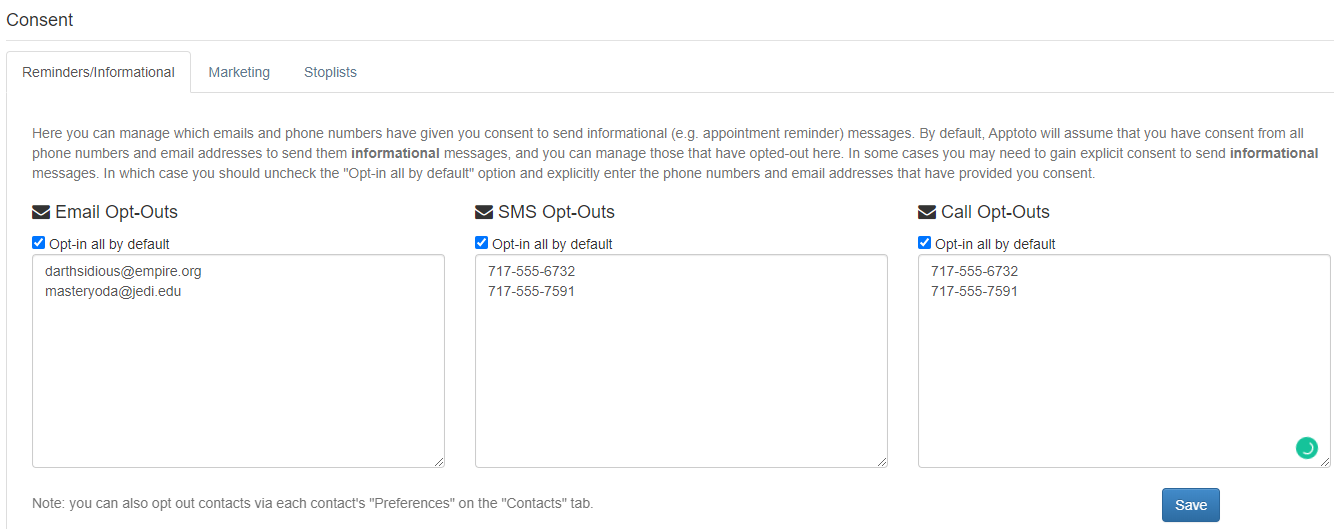 Consent
Reminders/Informational Marketing Stoplists
Here you can manage which emails and phone numbers have given you consent to send informational (e.g. appointment reminder) messages. By default, Apptoto will assume that you have consent from all
phone numbers and email addresses to send them informational messages, and you can manage those that have opted-out here. In some cases you may need to gain explicit consent to send informational
messages. In which case you should uncheck the "Opt-in all by default" option and explicitly enter the phone numbers and email addresses that have provided you consent.
Email Opt-Outs
Opt-in all by default
darthsidious@empire.org
masteryoda@jedi.edu
SMS Opt-Outs
Opt-in all by default
717-555-6732
717-555-7591
Call Opt-Outs
Opt-in all by default
717-555-6732
717-555-7591
Note: you can also opt out contacts via each contact's "Preferences" on the "Contacts" tab.
Save